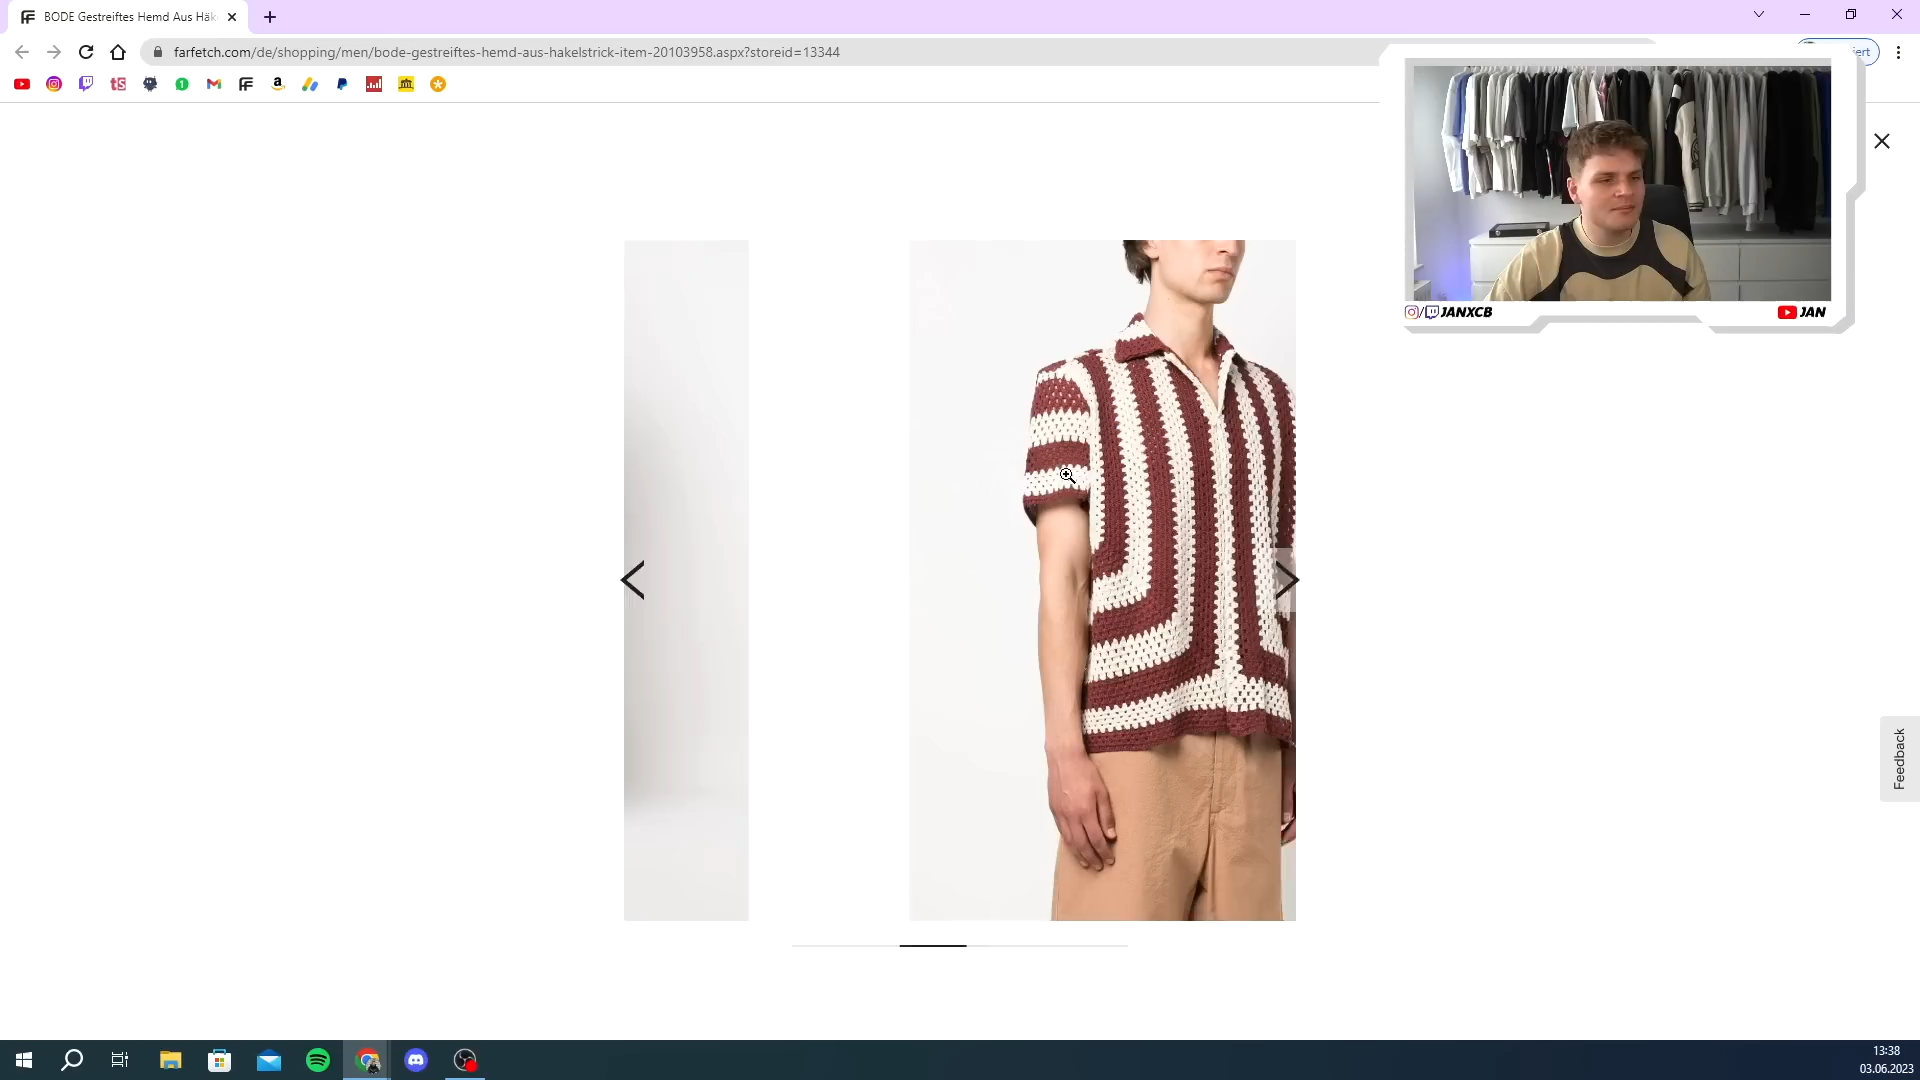 BODE Gestreiftes Hemd Aus Häk
farfetch.com/de/shopping/men/bode-gestreiftes-hemd-aus-hakelstrick-item-20103958.aspx?storeid=13344
JANXCB
JAN
Feedback
13:38
03.06.2023